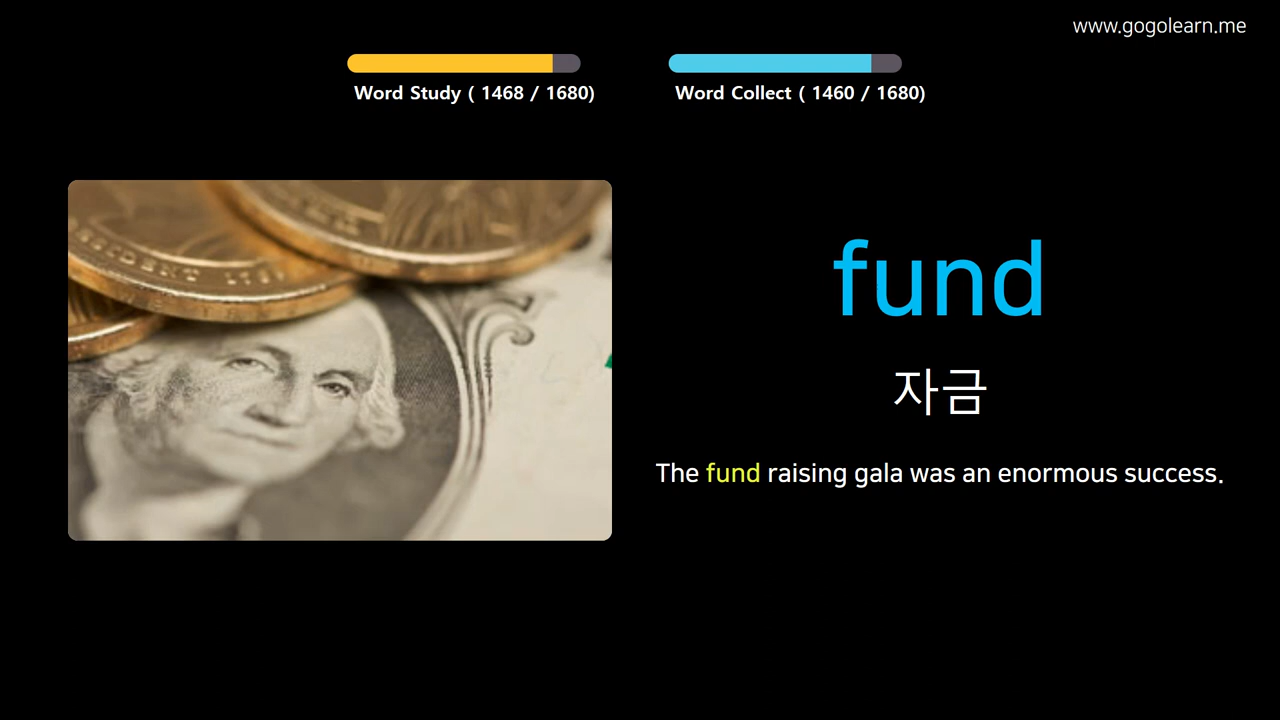 www.gogolearn.me
Word Study ( 1468 / 1680)
Word Collect ( 1460 / 1680)
fund
자금
The fund raising gala was an enormous success.